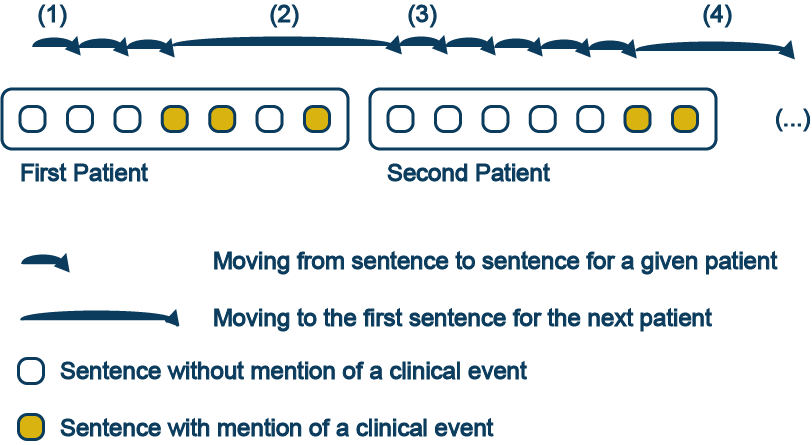 (1) (2) (3) (4)
(...)
First Patient Second Patient
Moving from sentence to sentence for a given patient
Moving to the first sentence for the next patient
Sentence without mention of a clinical event
Sentence with mention of a clinical event